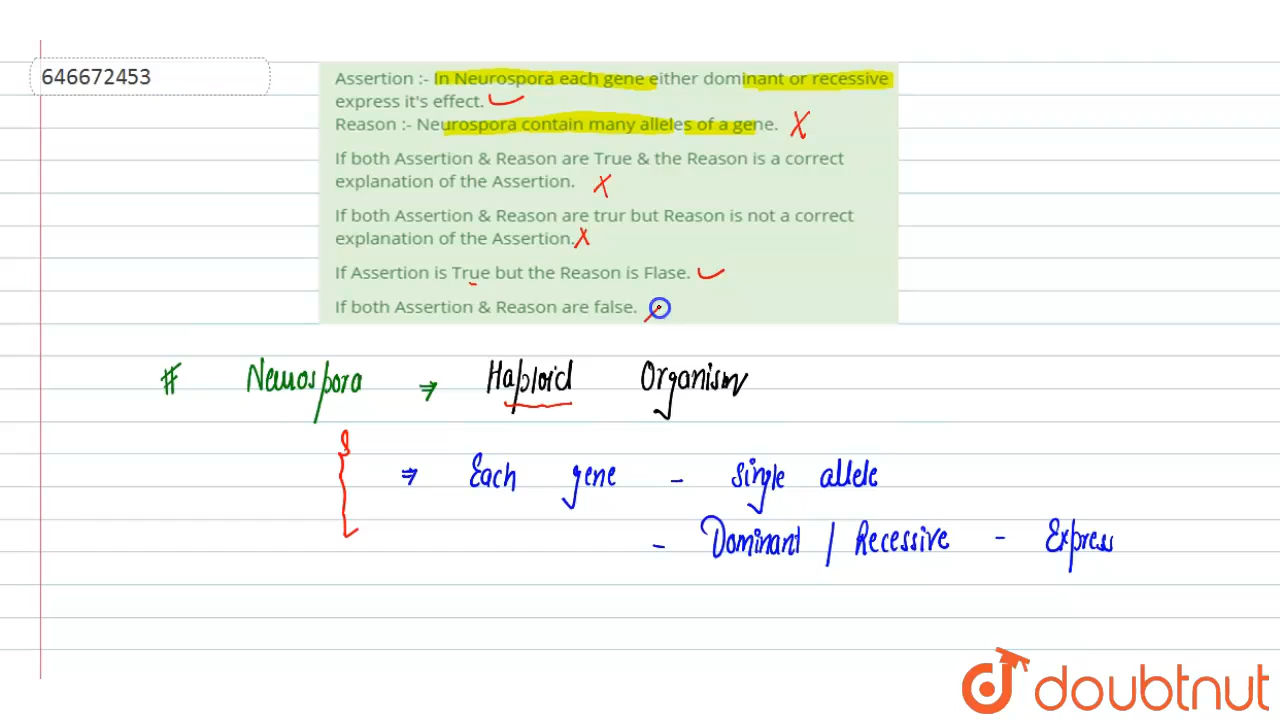 646672453
Assertion :- In Neurospora each gene either dominant or recessive
express it's effect.
Reason :- Neurospora contain many alleles of a gene. X
If both Assertion & Reason are True & the Reason is a correct
explanation of the Assertion. X
If both Assertion & Reason are trur but Reason is not a correct
explanation of the Assertion. X
If Assertion is True but the Reason is Flase.
If both Assertion & Reason are false.
# Neurospora ⇒ Haploid Organism
⇒ Each gene - Single allele
- Dominant / Recessive - Express
doubtnut